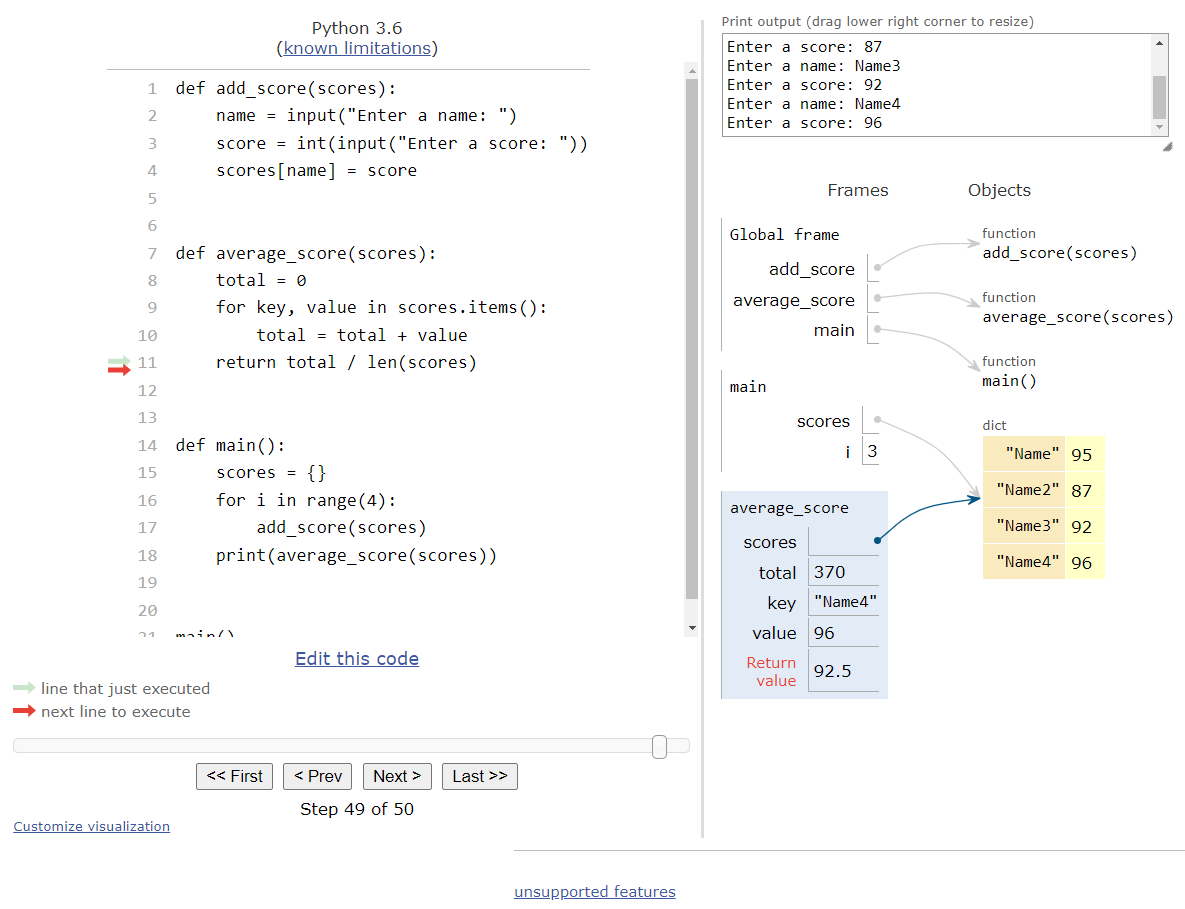 Python 3.6
(known limitations)
1 def add_score(scores):
2     name = input("Enter a name: ")
3     score = int(input("Enter a score: "))
4     scores[name] = score
5
6
7 def average_score(scores):
8     total = 0
9     for key, value in scores.items():
10         total = total + value
11     return total / len(scores)
12
13
14 def main():
15     scores = {}
16     for i in range(4):
17         add_score(scores)
18     print(average_score(scores))
19
20
21 main()
Edit this code
line that just executed
next line to execute
<< First < Prev Next > Last >>
Step 49 of 50
Customize visualization
Print output (drag lower right corner to resize)
Enter a score: 87
Enter a name: Name3
Enter a score: 92
Enter a name: Name4
Enter a score: 96
Frames Objects
Global frame
add_score
average_score
main
function
add_score(scores)
function
average_score(scores)
function
main()
main
scores
i 3
dict
"Name" 95
"Name2" 87
"Name3" 92
"Name4" 96
average_score
scores
total 370
key "Name4"
value 96
Return
value 92.5
unsupported features